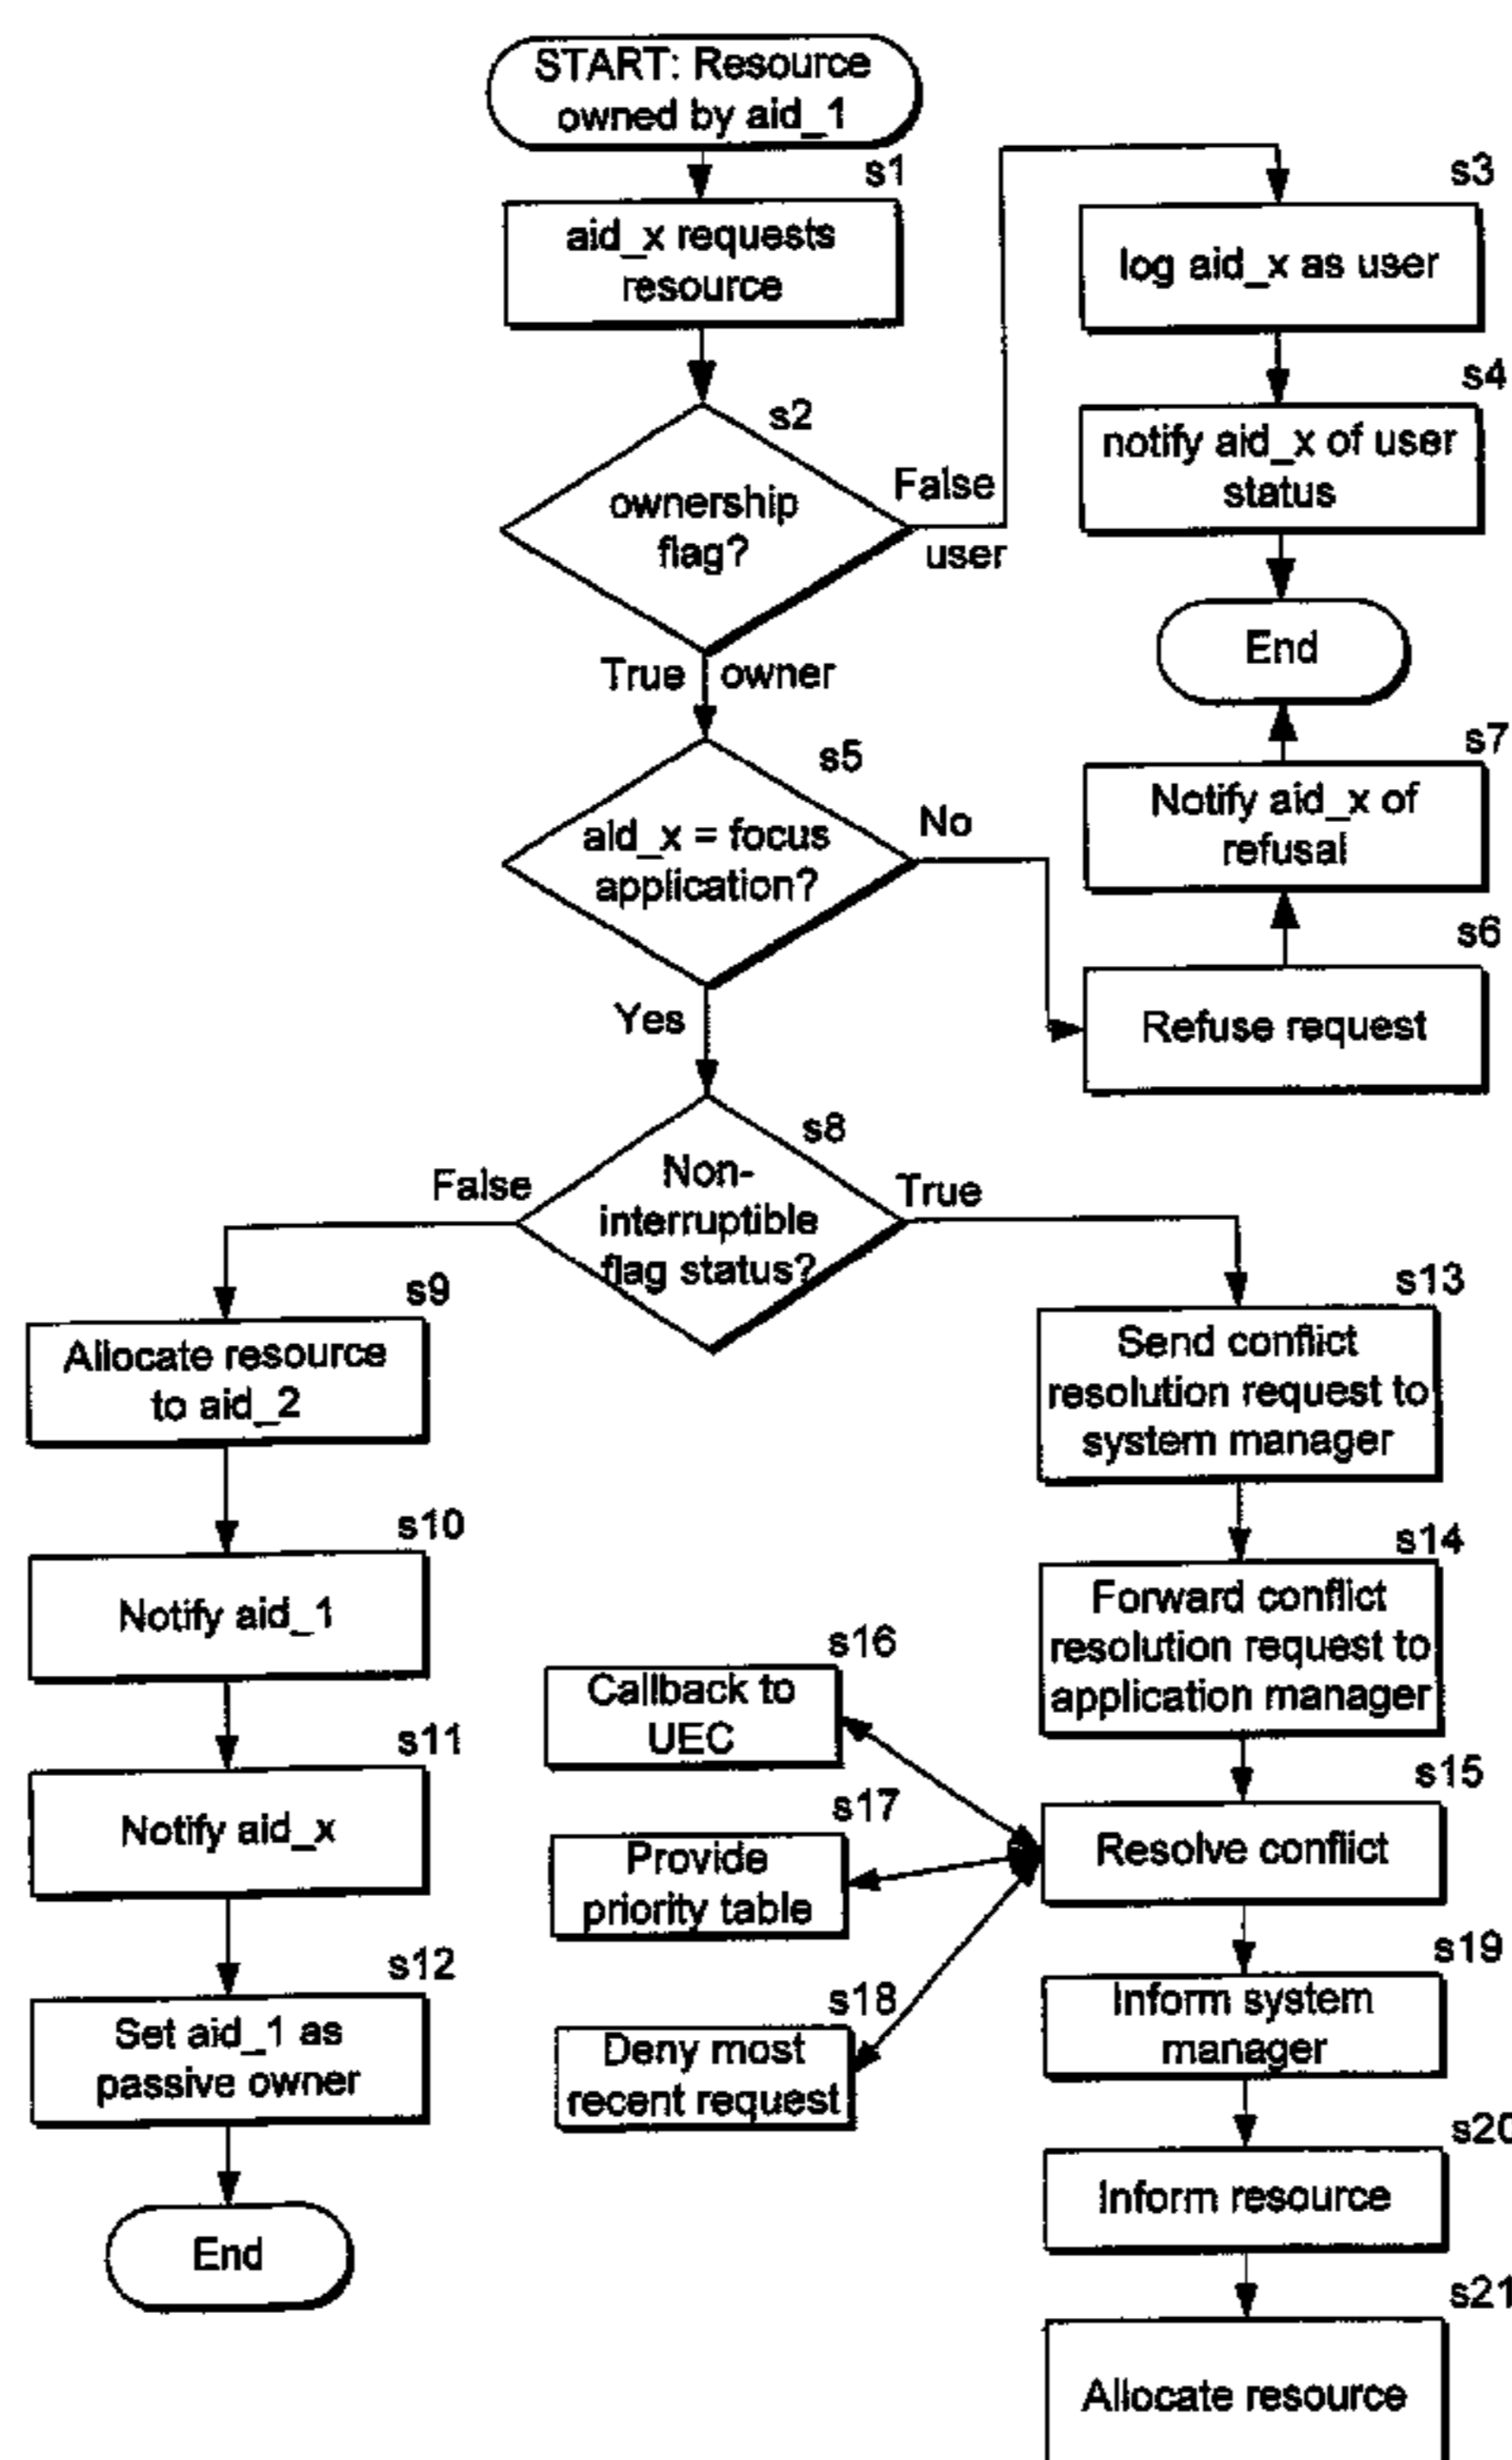 START: Resource
owned by aid_1
s1
aid_x requests
resource
s2
ownership
flag?
False
user
s3
log aid_x as user
s4
notify aid_x of user
status
End
True owner
s5
aid_x = focus
application?
No
s7
Notify aid_x of
refusal
s6
Refuse request
Yes
s8
Non-
interruptible
flag status?
False
True
s9
Allocate resource
to aid_2
s10
Notify aid_1
s11
Notify aid_x
s12
Set aid_1 as
passive owner
End
s13
Send conflict
resolution request to
system manager
s14
Forward conflict
resolution request to
application manager
s15
Resolve conflict
s16
Callback to
UEC
s17
Provide
priority table
s18
Deny most
recent request
s19
Inform system
manager
s20
Inform resource
s21
Allocate resource